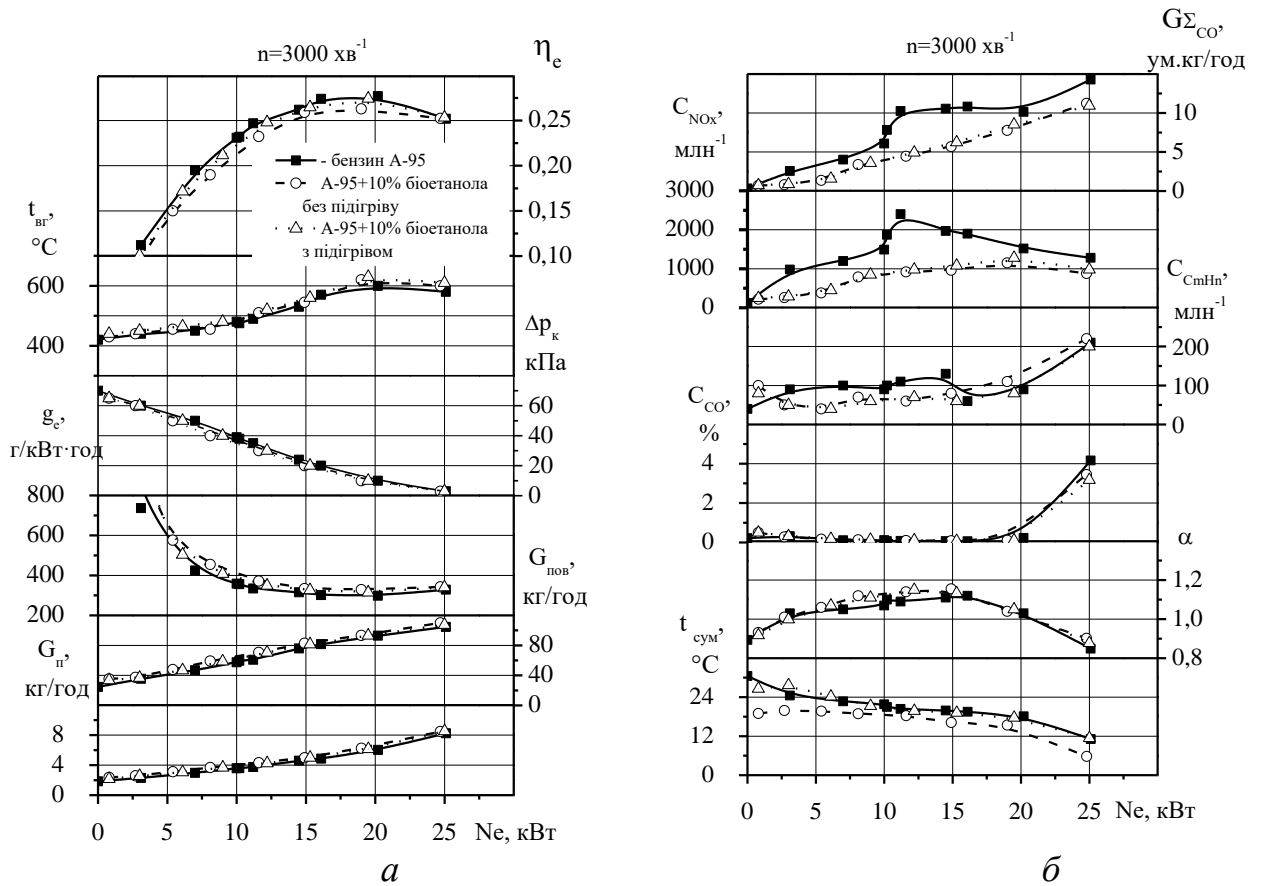 n=3000 хв⁻¹
ηₑ
0,25
0,20
0,15
0,10
- бензин А-95
А-95+10% біоетанола
без підігріву
А-95+10% біоетанола
з підігрівом
t вг,
°С
600
400
Δpₖ
кПа
60
40
20
0
gₑ,
г/кВт·год
800
600
400
200
Gпов,
кг/год
80
40
0
Gп
кг/год
8
4
0
0 5 10 15 20 25 Ne, кВт
а
GΣCO,
ум.кг/год
n=3000 хв⁻¹
10
5
0
CNOx,
млн⁻¹
3000
2000
1000
0
CCmHn,
млн⁻¹
200
100
0
CCO,
%
4
2
0
α
1,2
1,0
0,8
t сум,
°С
24
12
0
0 5 10 15 20 25 Ne, кВт
б